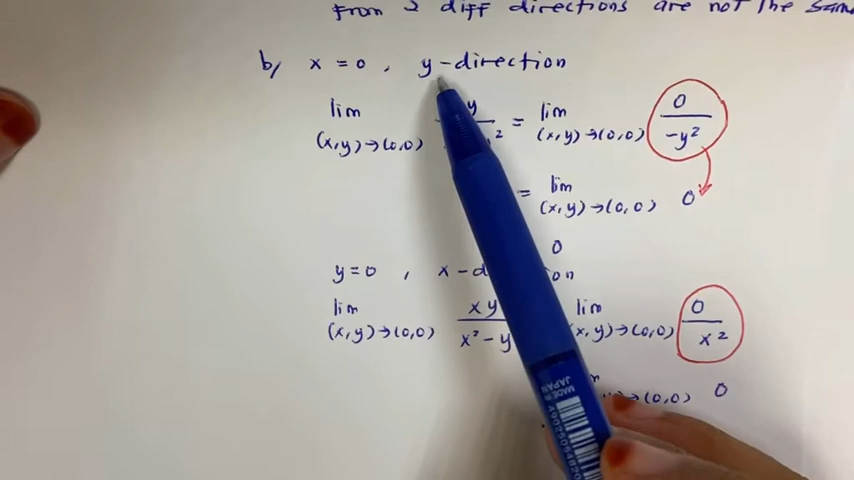 from 2 diff directions are not the same
b, x = 0 , y-direction
lim (x,y)→(0,0) y = lim (x,y)→(0,0) 0/-y²
= lim (x,y)→(0,0) 0
0
y=0 , x-d on
lim (x,y)→(0,0) xy/x²-y lim (x,y)→(0,0) 0/x²
→(0,0) 0
MADE IN JAPAN